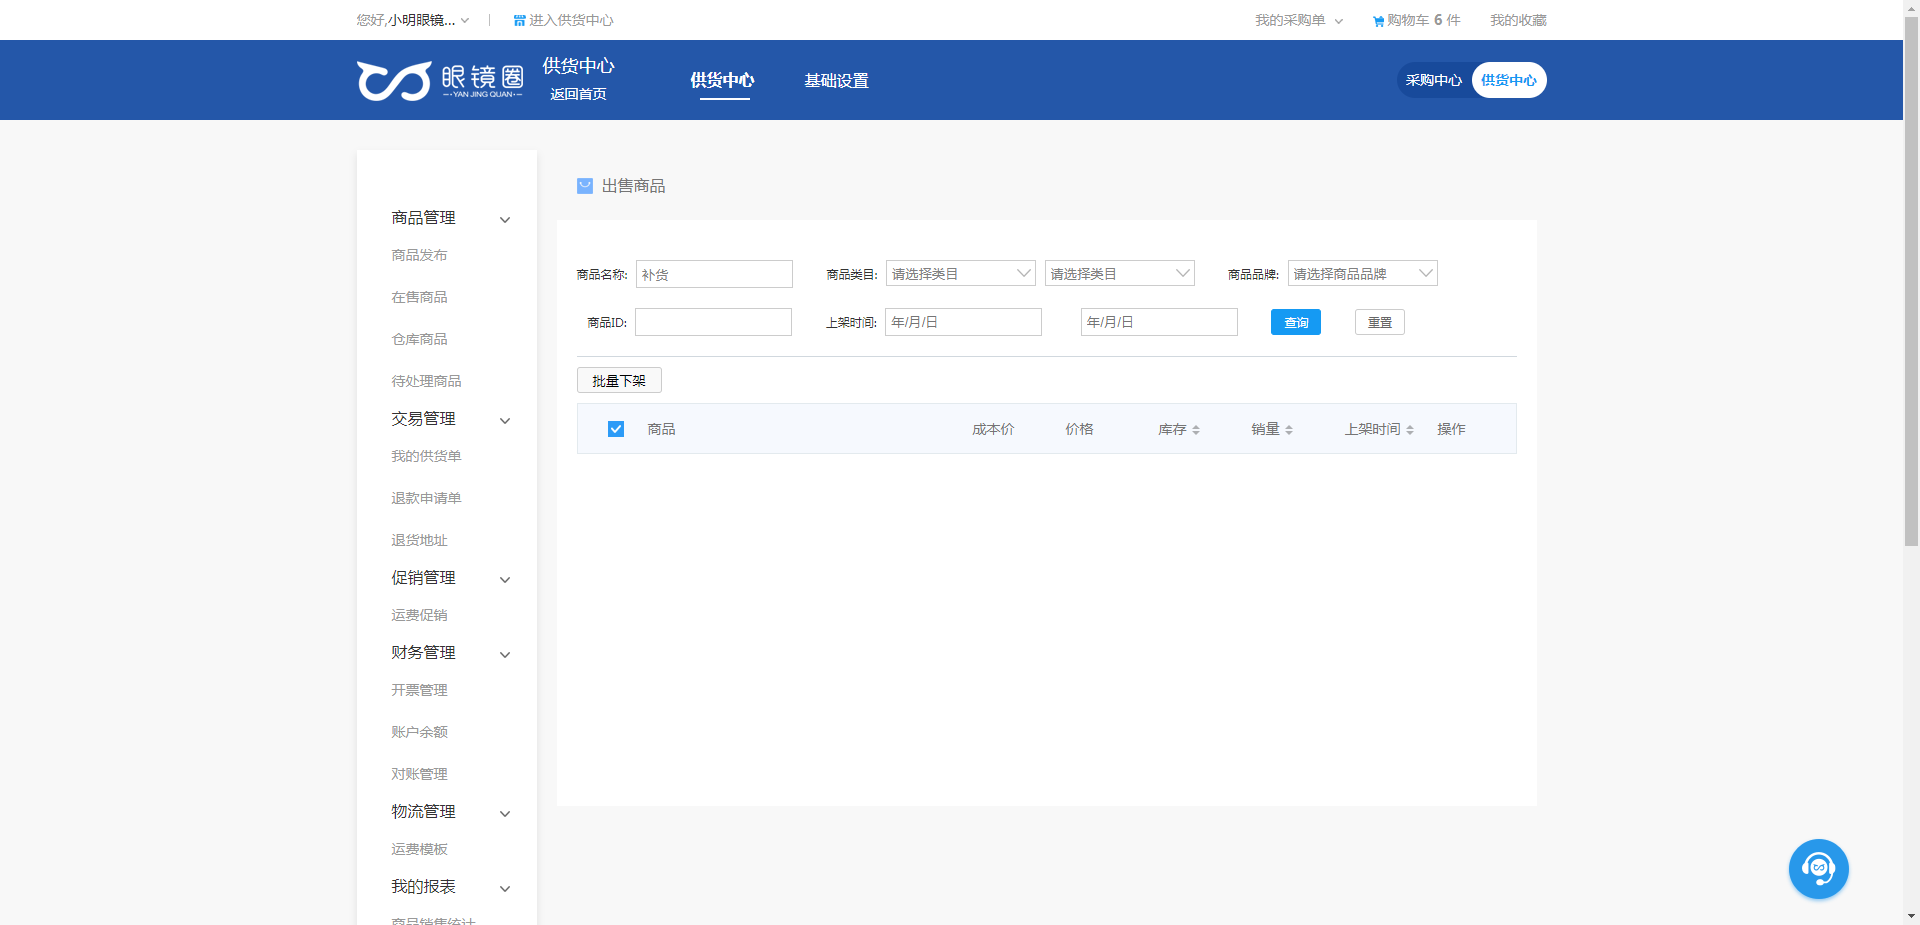 您好,小明眼镜... 进入供货中心 我的采购单 购物车 6 件 我的收藏
眼镜圈 YAN JING QUAN 供货中心 返回首页 供货中心 基础设置 采购中心 供货中心
出售商品
商品管理
商品发布
在售商品
仓库商品
待处理商品
交易管理
我的供货单
退款申请单
退货地址
促销管理
运费促销
财务管理
开票管理
账户余额
对账管理
物流管理
运费模板
我的报表
商品销售统计
商品名称: 补货 商品类目: 请选择类目 请选择类目 商品品牌: 请选择商品品牌
商品ID: 上架时间: 年/月/日 年/月/日 查询 重置
批量下架
商品 成本价 价格 库存 销量 上架时间 操作